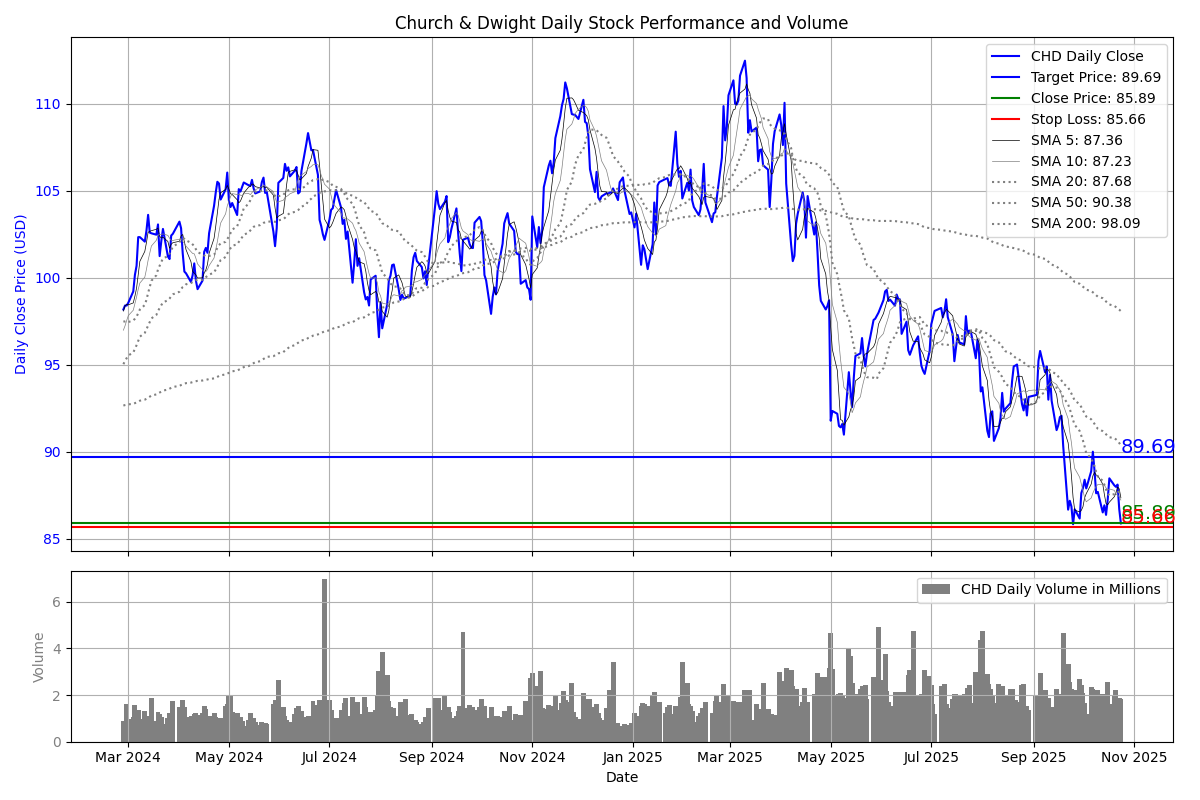 Church & Dwight Daily Stock Performance and Volume
CHD Daily Close
Target Price: 89.69
Close Price: 85.89
Stop Loss: 85.66
SMA 5: 87.36
SMA 10: 87.23
SMA 20: 87.68
SMA 50: 90.38
SMA 200: 98.09
Daily Close Price (USD)
110
105
100
95
90
85
89.69
85.89
85.66
CHD Daily Volume in Millions
Volume
6
4
2
0
Mar 2024
May 2024
Jul 2024
Sep 2024
Nov 2024
Jan 2025
Mar 2025
May 2025
Jul 2025
Sep 2025
Nov 2025
Date